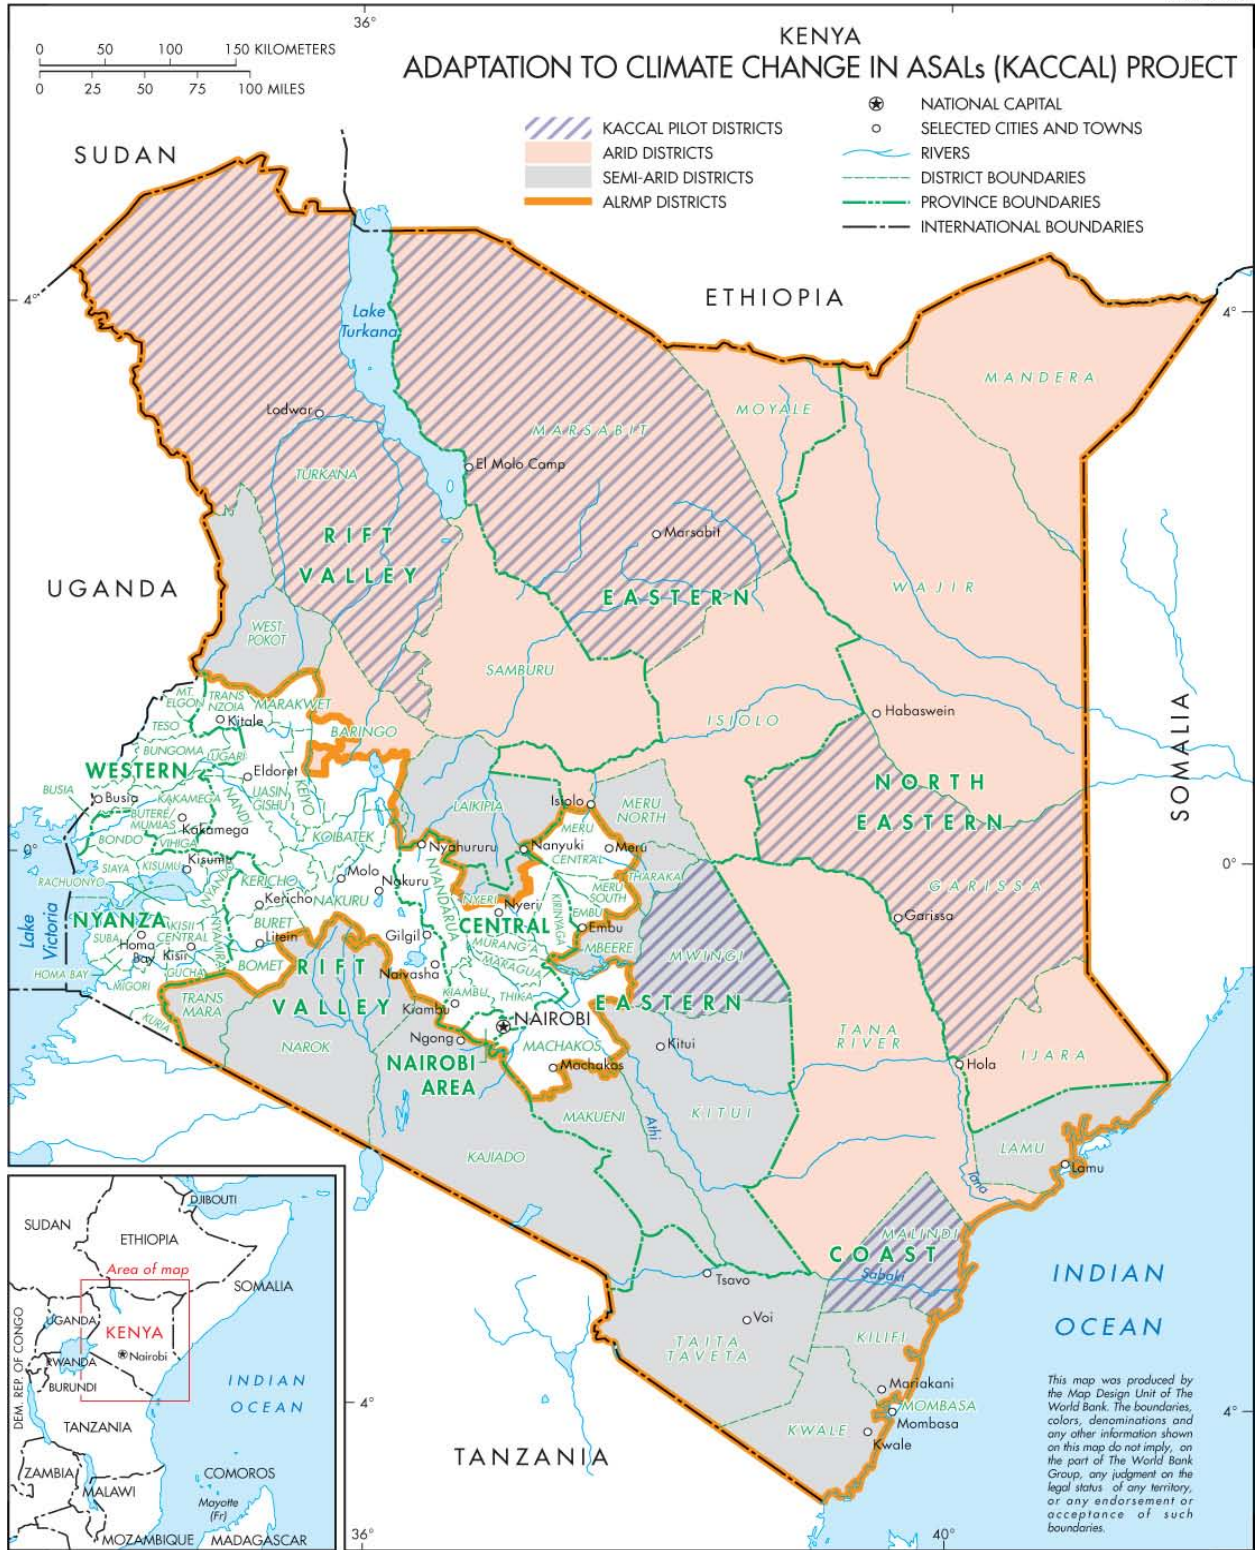 36°
KENYA
ADAPTATION TO CLIMATE CHANGE IN ASALs (KACCAL) PROJECT
0 50 100 150 KILOMETERS
0 25 50 75 100 MILES
KACCAL PILOT DISTRICTS
ARID DISTRICTS
SEMI-ARID DISTRICTS
ALRMP DISTRICTS
NATIONAL CAPITAL
SELECTED CITIES AND TOWNS
RIVERS
DISTRICT BOUNDARIES
PROVINCE BOUNDARIES
INTERNATIONAL BOUNDARIES
SUDAN
ETHIOPIA
4°
4°
Lake
Turkana
MANDERA
MOYALE
Lodwar
MARSABIT
El Molo Camp
TURKANA
RIFT
VALLEY
Marsabit
UGANDA
EASTERN
WAJIR
WEST
POKOT
SAMBURU
SOMALIA
MT.
ELGON
TRANS
NZOIA
MARAKWET
Kitale
TESO
BARINGO
ISIOLO
Habaswein
BUNGOMA
LUGARI
WESTERN
Eldoret
NORTH
EASTERN
BUSIA
Busia
KAKAMEGA
NANDI
UASIN
GISHU
KEIYO
LAIKIPIA
Isiolo
MERU
NORTH
BUTERE/
MUMIAS
Kakamega
KOIBATEK
MERU
CENTRAL
BONDO
VIHIGA
Nyahururu
Nanyuki
Meru
0°
0°
SIAYA
KISUMU
Kisumu
Molo
THARAKA
RACHUONYO
NYANDO
KERICHO
Nakuru
NYANDARUA
MERU
SOUTH
GARISSA
Kericho
NAKURU
NYERI
Nyeri
KIRINYAGA
EMBU
Garissa
Lake
Victoria
NYANZA
BURET
CENTRAL
Embu
SUBA
Homa
Bay
KISII
CENTRAL
Kisii
NYAMIRA
Litein
Gilgil
MURANG'A
MBEERE
MWINGI
HOMA BAY
GUCHA
BOMET
RIFT
VALLEY
Naivasha
MARAGUA
MIGORI
TRANS
MARA
KIAMBU
THIKA
EASTERN
Kiambu
KURIA
NAIROBI
NAROK
Ngong
MACHAKOS
Kitui
TANA
RIVER
NAIROBI
AREA
Machakos
Hola
IJARA
MAKUENI
Athi
KITUI
LAMU
KAJIADO
Lamu
Tana
MALINDI
COAST
Sabaki
Tsavo
INDIAN
OCEAN
Voi
TAITA
TAVETA
KILIFI
Mariakani
MOMBASA
Mombasa
KWALE
Kwale
TANZANIA
4°
4°
36°
40°
DJIBOUTI
SUDAN
ETHIOPIA
Area of map
SOMALIA
UGANDA
KENYA
Nairobi
RWANDA
BURUNDI
DEM. REP. OF CONGO
INDIAN
OCEAN
TANZANIA
ZAMBIA
MALAWI
COMOROS
Mayotte
(Fr)
MOZAMBIQUE
MADAGASCAR
This map was produced by
the Map Design Unit of The
World Bank. The boundaries,
colors, denominations and
any other information shown
on this map do not imply, on
the part of The World Bank
Group, any judgment on the
legal status of any territory,
or any endorsement or
acceptance of such
boundaries.